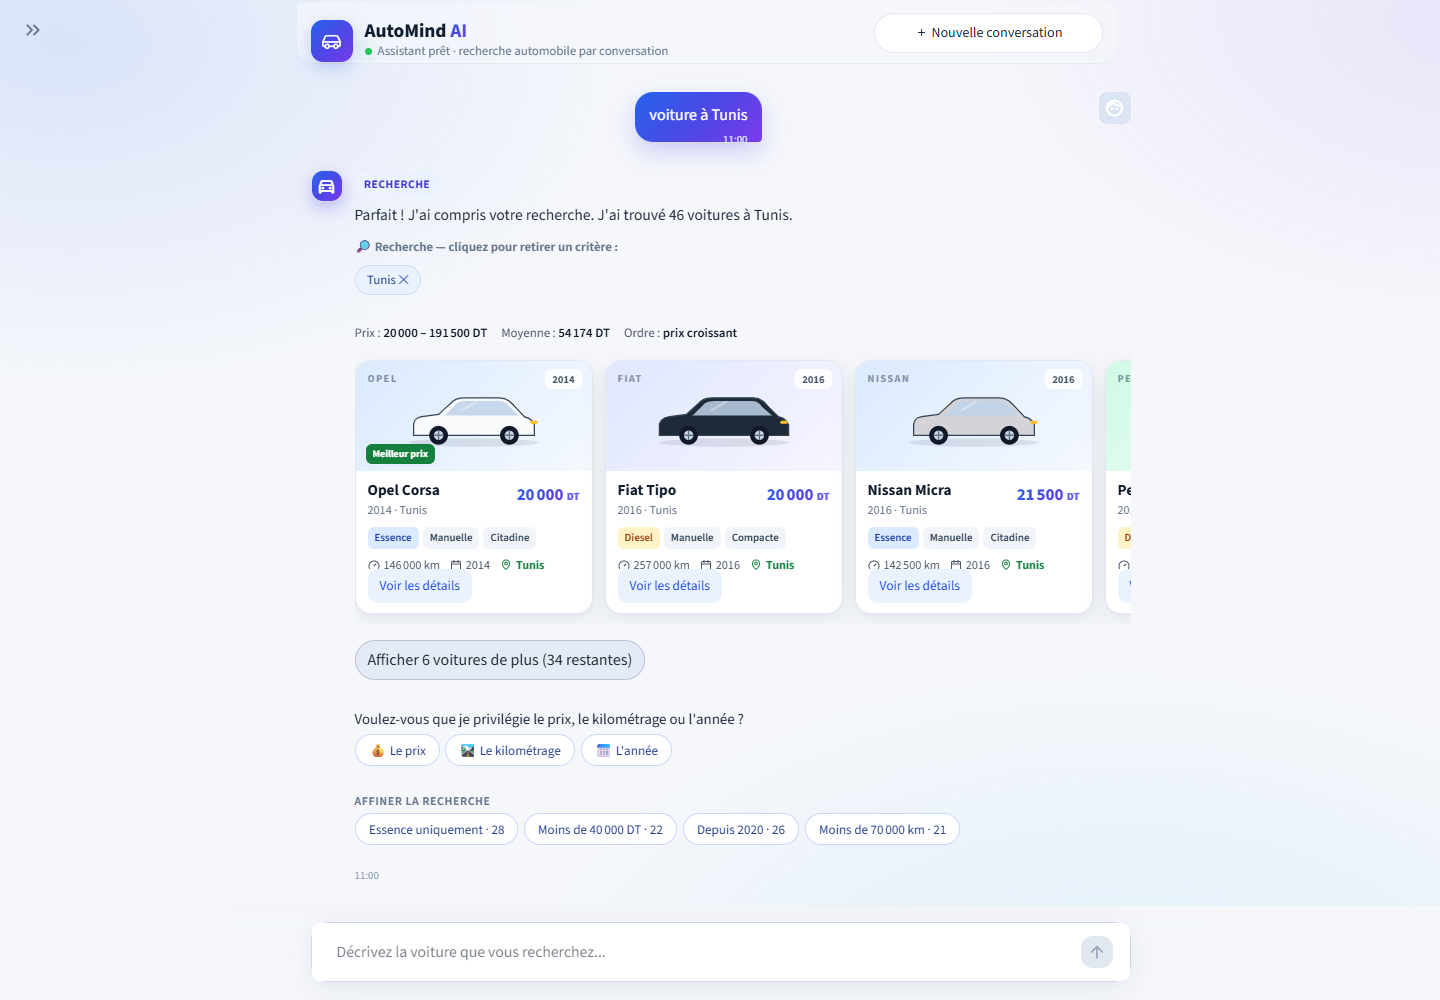 AutoMind AI
Assistant prêt · recherche automobile par conversation
+ Nouvelle conversation
voiture à Tunis
11:00
RECHERCHE
Parfait ! J'ai compris votre recherche. J'ai trouvé 46 voitures à Tunis.
🔎 Recherche — cliquez pour retirer un critère :
Tunis ✕
Prix : 20 000 – 191 500 DT Moyenne : 54 174 DT Ordre : prix croissant
OPEL 2014
Meilleur prix
Opel Corsa 20 000 DT
2014 · Tunis
Essence Manuelle Citadine
146 000 km 2014 Tunis
Voir les détails
FIAT 2016
Fiat Tipo 20 000 DT
2016 · Tunis
Diesel Manuelle Compacte
257 000 km 2016 Tunis
Voir les détails
NISSAN 2016
Nissan Micra 21 500 DT
2016 · Tunis
Essence Manuelle Citadine
142 500 km 2016 Tunis
Voir les détails
Afficher 6 voitures de plus (34 restantes)
Voulez-vous que je privilégie le prix, le kilométrage ou l'année ?
Le prix
Le kilométrage
L'année
AFFINER LA RECHERCHE
Essence uniquement · 28
Moins de 40 000 DT · 22
Depuis 2020 · 26
Moins de 70 000 km · 21
11:00
Décrivez la voiture que vous recherchez...